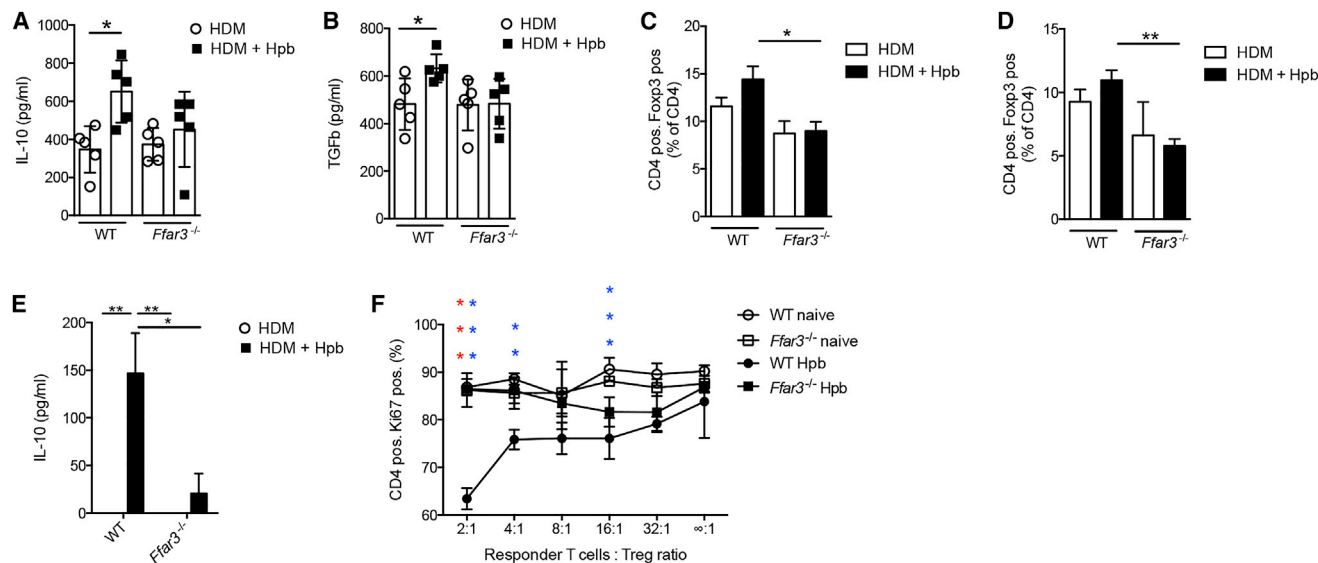 A
IL-10 (pg/ml)
1000
800
600
400
200
0
*
HDM
HDM + Hpb
WT
Ffar3-/-
B
TGFb (pg/ml)
800
600
400
200
0
*
HDM
HDM + Hpb
WT
Ffar3-/-
C
CD4 pos. Foxp3 pos
(% of CD4)
20
15
10
5
0
*
HDM
HDM + Hpb
WT
Ffar3-/-
D
CD4 pos. Foxp3 pos
(% of CD4)
15
10
5
0
**
HDM
HDM + Hpb
WT
Ffar3-/-
E
IL-10 (pg/ml)
200
150
100
50
0
** **
*
HDM
HDM + Hpb
WT
Ffar3-/-
F
CD4 pos. Ki67 pos. (%)
100
90
80
70
60
* * *
* * * *
* * * *
WT naive
Ffar3-/- naive
WT Hpb
Ffar3-/- Hpb
2:1 4:1 8:1 16:1 32:1 ∞:1
Responder T cells : Treg ratio